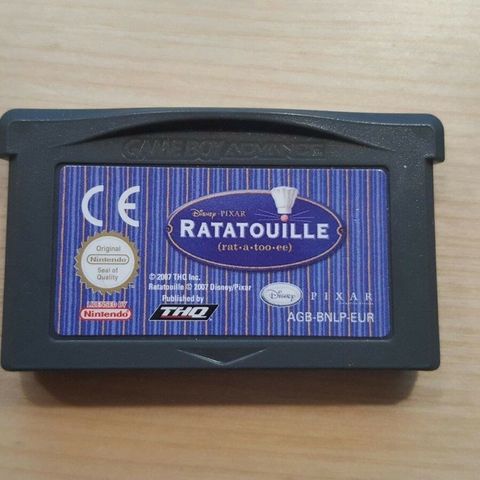 GAME BOY ADVANCE
CE
Disney · PIXAR
RATATOUILLE
(rat·a·too·ee)
Original
Nintendo
Seal of
Quality
© 2007 THQ Inc.
Ratatouille © 2007 Disney/Pixar
Published by
THQ
LICENSED BY
Nintendo
Disney PIXAR
AGB-BNLP-EUR